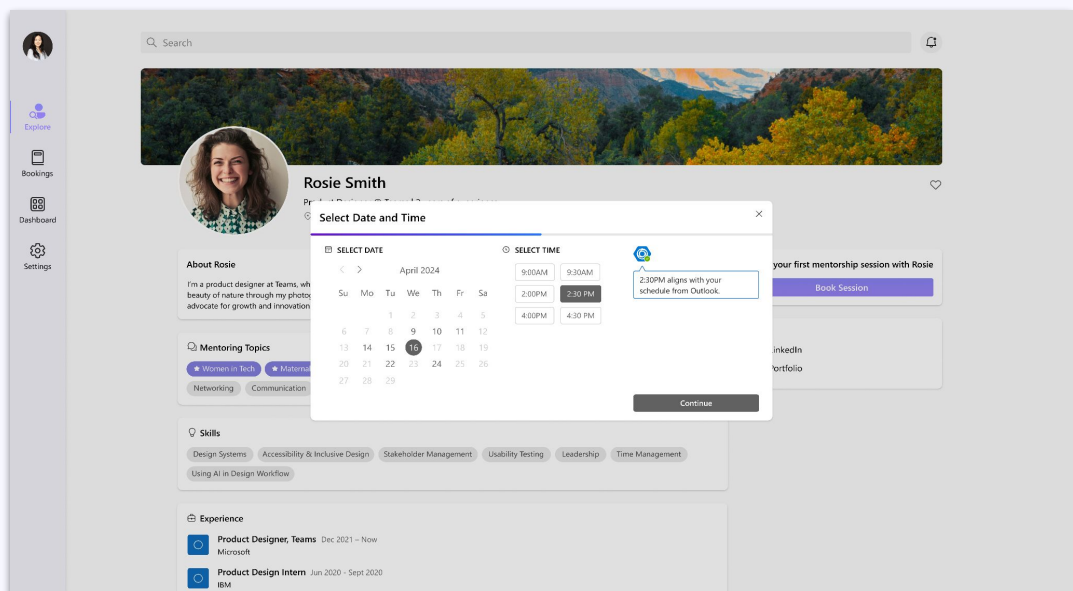 Search
Explore
Bookings
Dashboard
Settings
Rosie Smith
Select Date and Time
SELECT DATE
April 2024
Su Mo Tu We Th Fr Sa
1 2 3 4 5
6 7 8 9 10 11 12
13 14 15 16 17 18 19
20 21 22 23 24 25 26
27 28 29
SELECT TIME
9:00AM 9:30AM
2:00PM 2:30 PM
4:00PM 4:30 PM
2:30PM aligns with your
schedule from Outlook.
Continue
About Rosie
I'm a product designer at Teams, wh
beauty of nature through my photog
advocate for growth and innovation
your first mentorship session with Rosie
Book Session
Mentoring Topics
Women in Tech
Networking Communication
Portfolio
Skills
Design Systems Accessibility & Inclusive Design Stakeholder Management Usability Testing Leadership Time Management
Using AI in Design Workflow
Experience
Product Designer, Teams Dec 2021 – Now
Microsoft
Product Design Intern Jun 2020 - Sept 2020
IBM